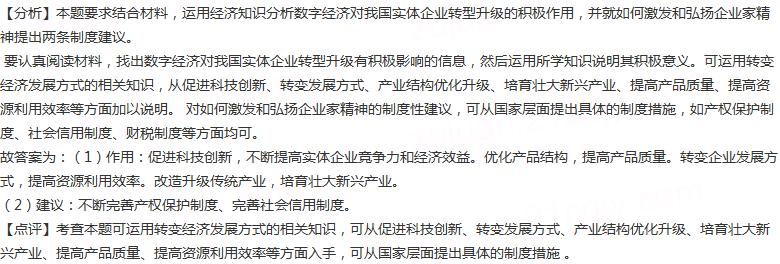 【分析】本题要求结合材料，运用经济知识分析数字经济对我国实体企业转型升级的积极作用，并就如何激发和弘扬企业家精
神提出两条制度建议。
要认真阅读材料，找出数字经济对我国实体企业转型升级有积极影响的信息，然后运用所学知识说明其积极意义。可运用转变
经济发展方式的相关知识，从促进科技创新、转变发展方式、产业结构优化升级、培育壮大新兴产业、提高产品质量、提高资
源利用效率等方面加以说明。 对如何激发和弘扬企业家精神的制度性建议，可从国家层面提出具体的制度措施，如产权保护制
度、社会信用制度、财税制度等方面均可。
故答案为：（1）作用：促进科技创新，不断提高实体企业竞争力和经济效益。优化产品结构，提高产品质量。转变企业发展方
式，提高资源利用效率。改造升级传统产业，培育壮大新兴产业。
（2）建议：不断完善产权保护制度、完善社会信用制度。
【点评】考查本题可运用转变经济发展方式的相关知识，可从促进科技创新、转变发展方式、产业结构优化升级、培育壮大新
兴产业、提高产品质量、提高资源利用效率等方面入手，可从国家层面提出具体的制度措施 。